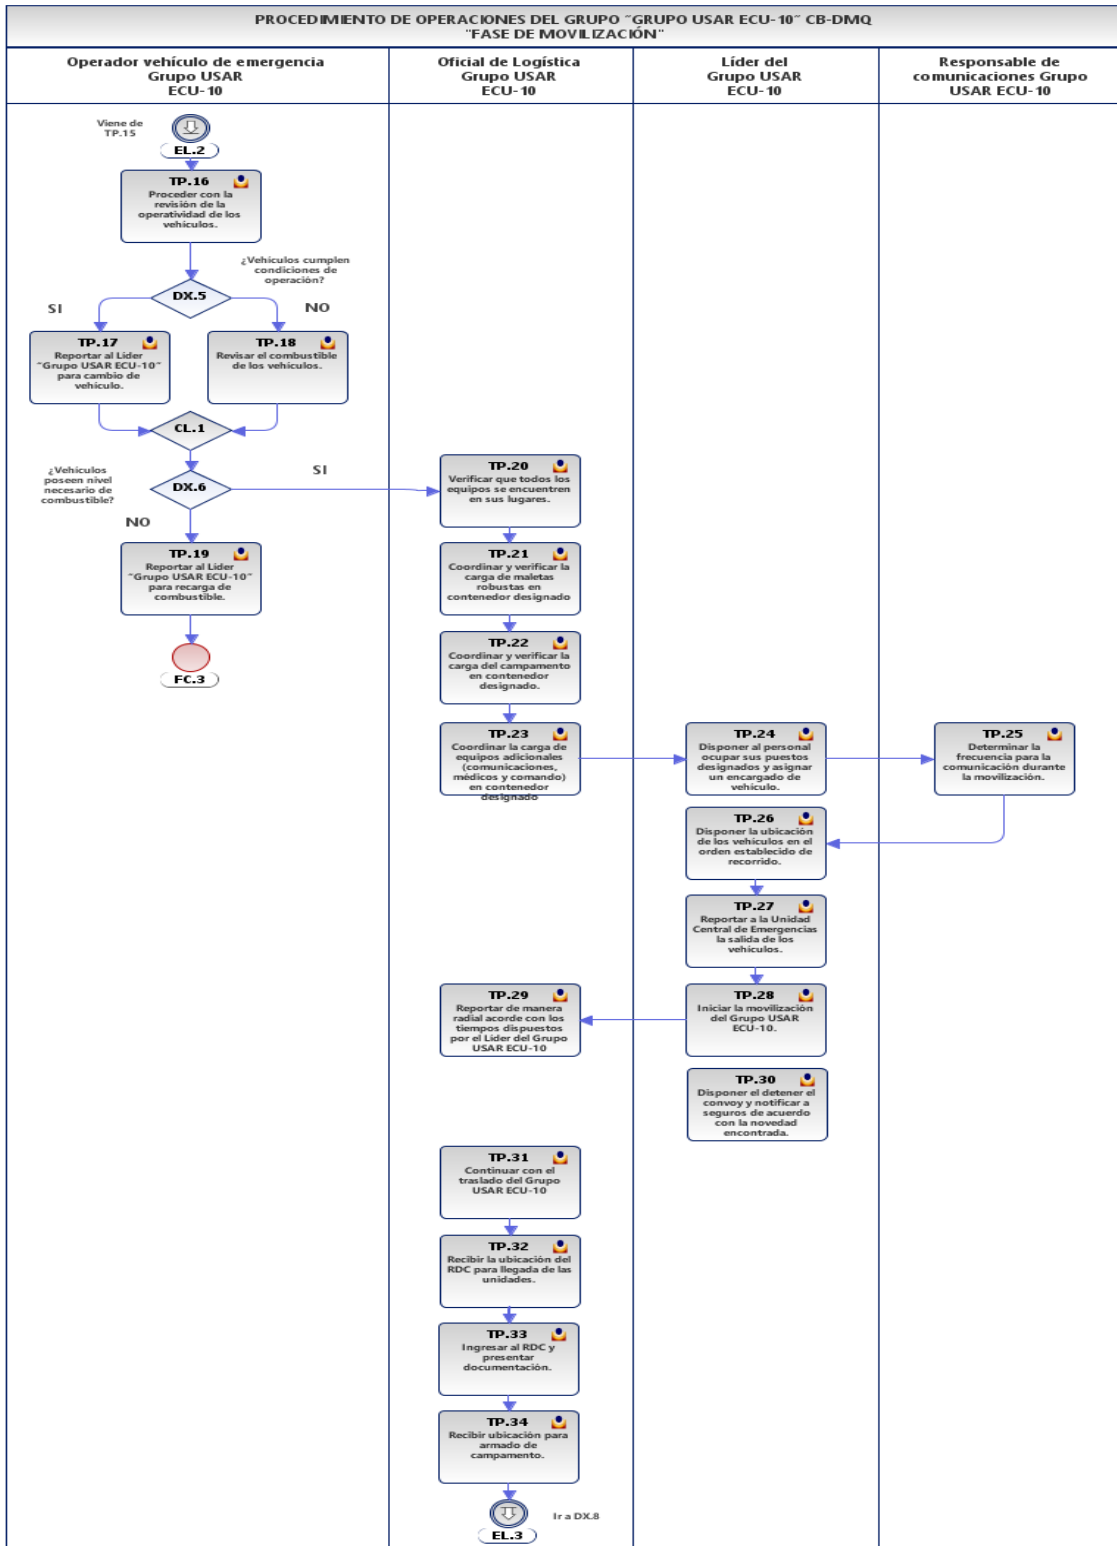 PROCEDIMIENTO DE OPERACIONES DEL GRUPO "GRUPO USAR ECU-10" CB-DMQ
"FASE DE MOVILIZACIÓN"
Operador vehículo de emergencia
Grupo USAR
ECU-10
Oficial de Logística
Grupo USAR
ECU-10
Líder del
Grupo USAR
ECU-10
Responsable de
comunicaciones Grupo
USAR ECU-10
Viene de
TP.15
EL.2
TP.16
Proceder con la
revisión de la
operatividad de los
vehículos.
¿Vehículos cumplen
condiciones de
operación?
DX.5
SI
NO
TP.17
Reportar al Líder
"Grupo USAR ECU-10"
para cambio de
vehículo.
TP.18
Revisar el combustible
de los vehículos.
CL.1
¿Vehículos
poseen nivel
necesario de
combustible?
DX.6
SI
NO
TP.19
Reportar al Líder
"Grupo USAR ECU-10"
para recarga de
combustible.
FC.3
TP.20
Verificar que todos los
equipos se encuentren
en sus lugares.
TP.21
Coordinar y verificar la
carga de maletas
robustas en
contenedor designado
TP.22
Coordinar y verificar la
carga del campamento
en contenedor
designado.
TP.23
Coordinar la carga de
equipos adicionales
(comunicaciones,
médicos y comando)
en contenedor
designado
TP.24
Disponer al personal
ocupar sus puestos
designados y asignar
un encargado de
vehículo.
TP.25
Determinar la
frecuencia para la
comunicación durante
la movilización.
TP.26
Disponer la ubicación
de los vehículos en el
orden establecido de
recorrido.
TP.27
Reportar a la Unidad
Central de Emergencias
la salida de los
vehículos.
TP.28
Iniciar la movilización
del Grupo USAR
ECU-10.
TP.29
Reportar de manera
radial acorde con los
tiempos dispuestos
por el Líder del Grupo
USAR ECU-10
TP.30
Disponer el detener el
convoy y notificar a
seguros de acuerdo
con la novedad
encontrada.
TP.31
Continuar con el
traslado del Grupo
USAR ECU-10
TP.32
Recibir la ubicación del
RDC para llegada de las
unidades.
TP.33
Ingresar al RDC y
presentar
documentación.
TP.34
Recibir ubicación para
armado de
campamento.
EL.3
Ir a DX.8